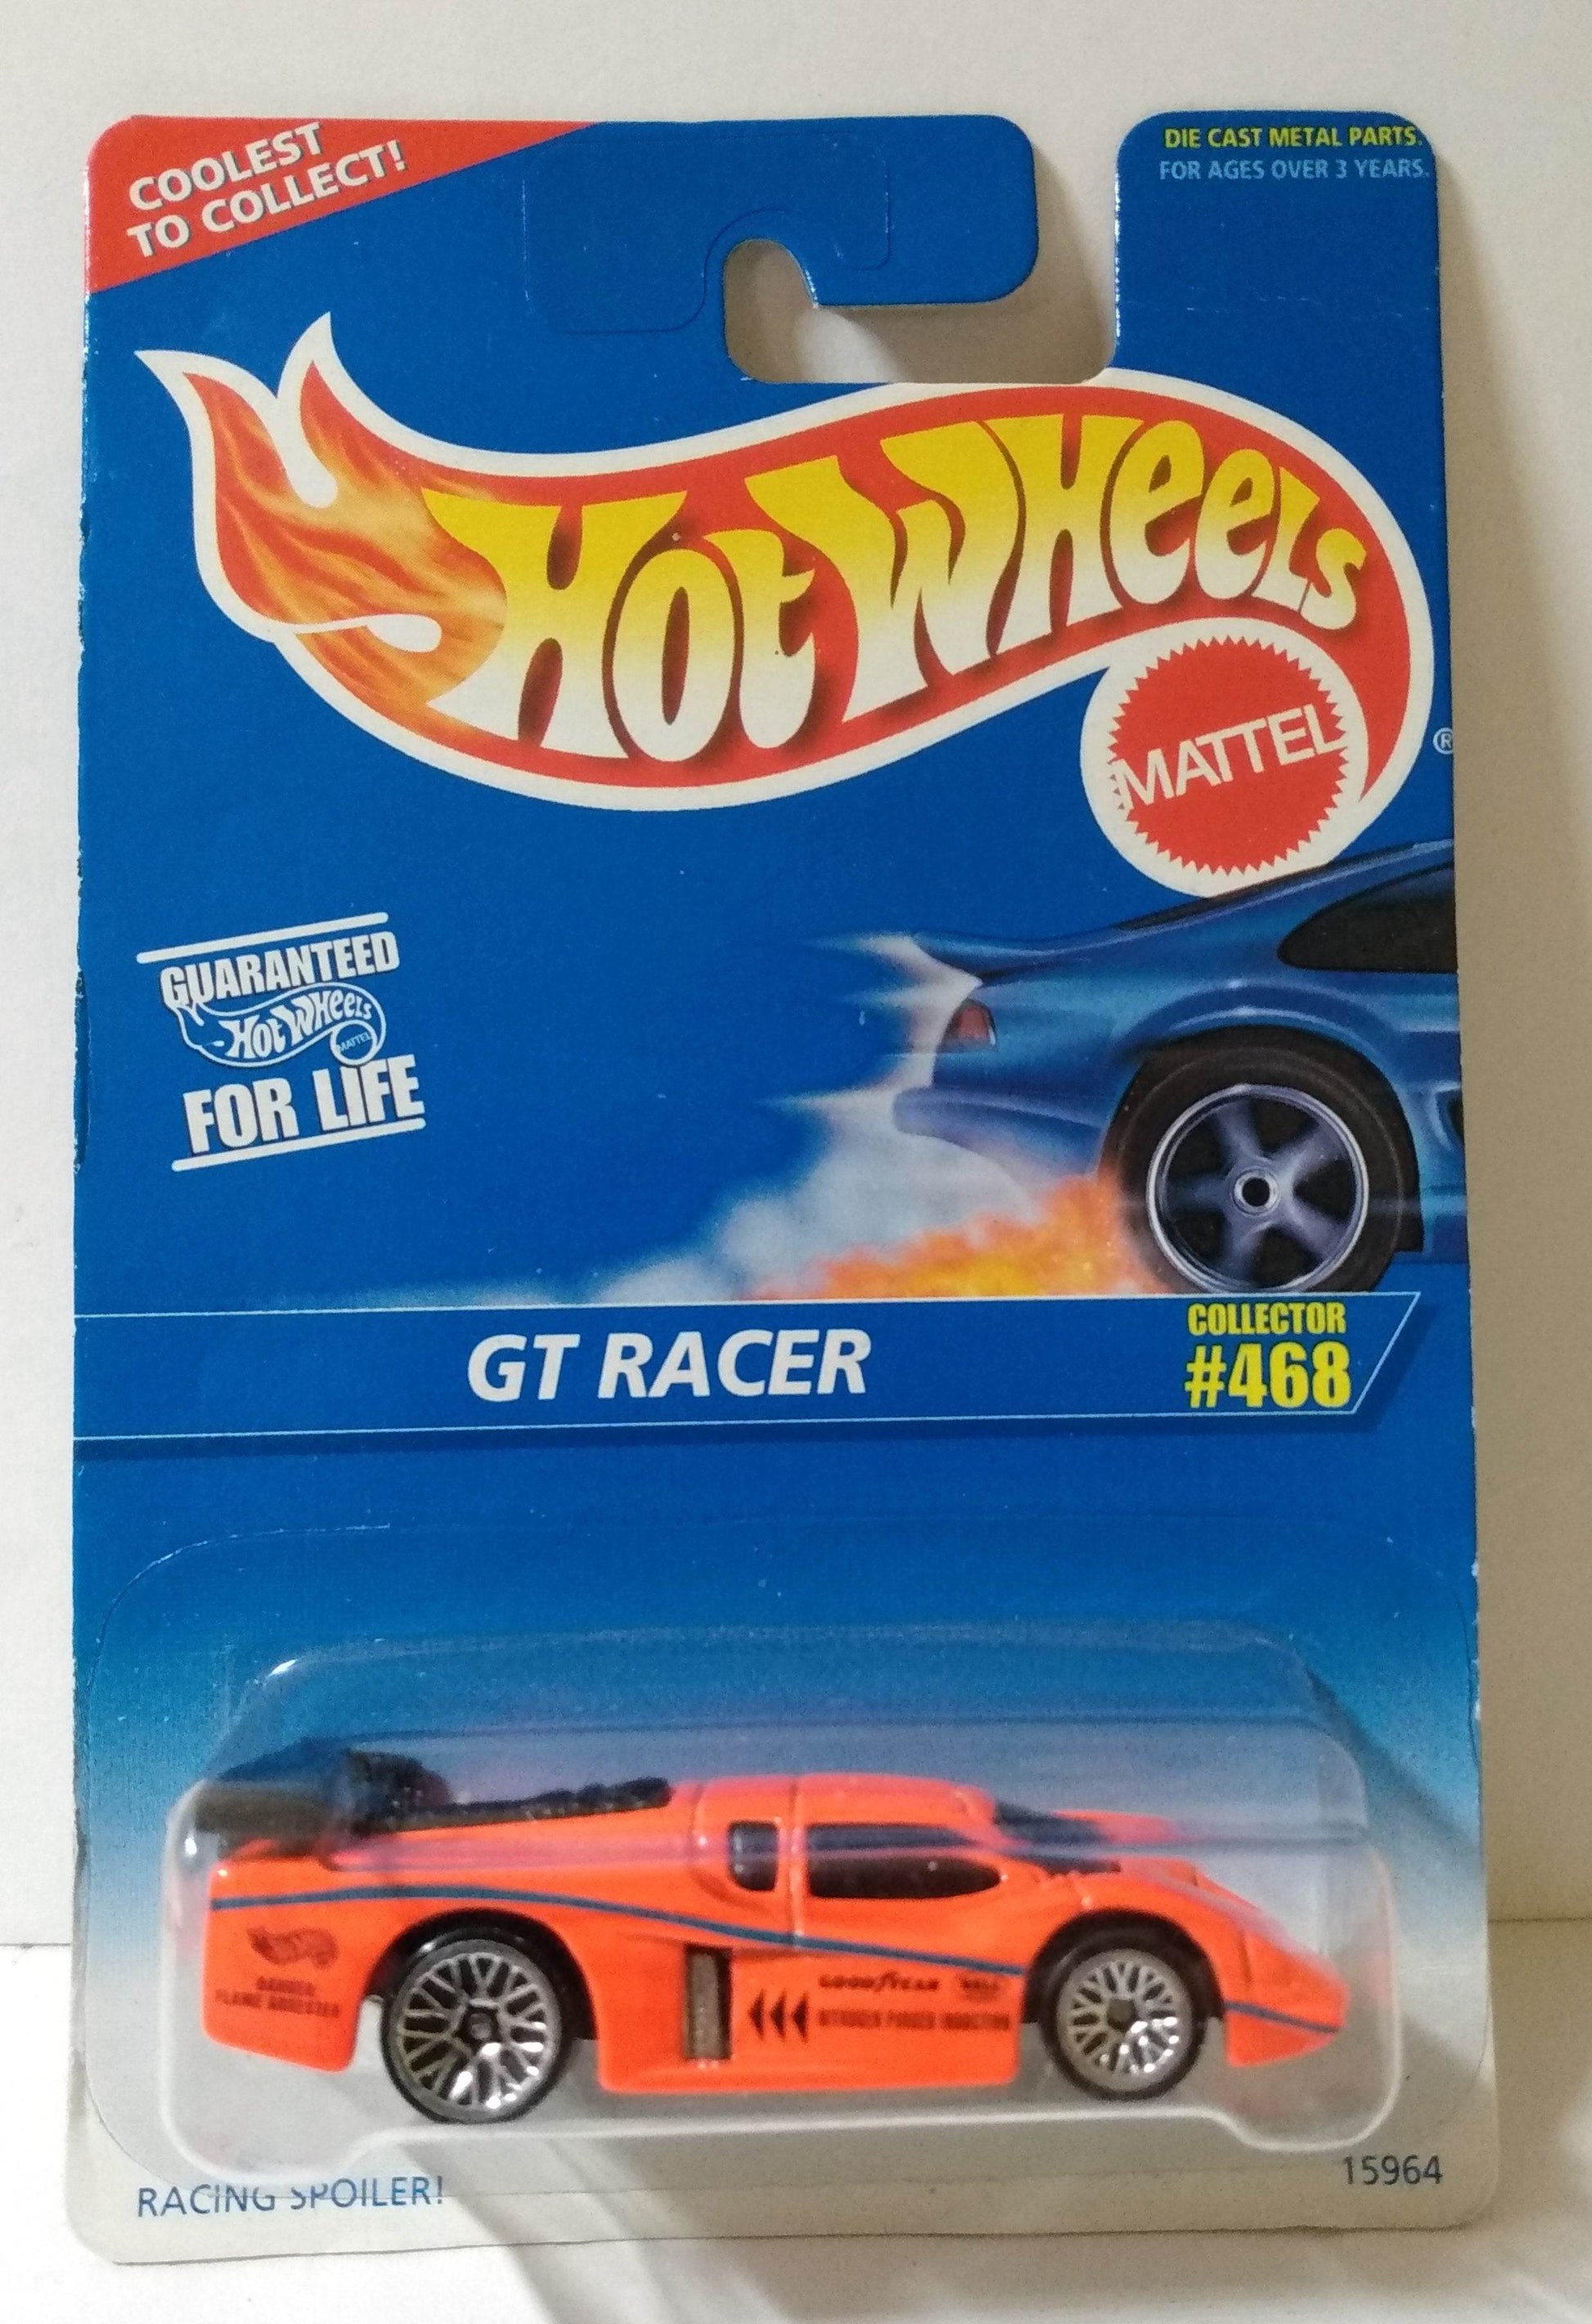 COOLEST
TO COLLECT!
DIE CAST METAL PARTS.
FOR AGES OVER 3 YEARS.
Hot Wheels
MATTEL
®
GUARANTEED
Hot Wheels
MATTEL
FOR LIFE
GT RACER
COLLECTOR
#468
GOODYEAR
RACING SPOILER!
15964